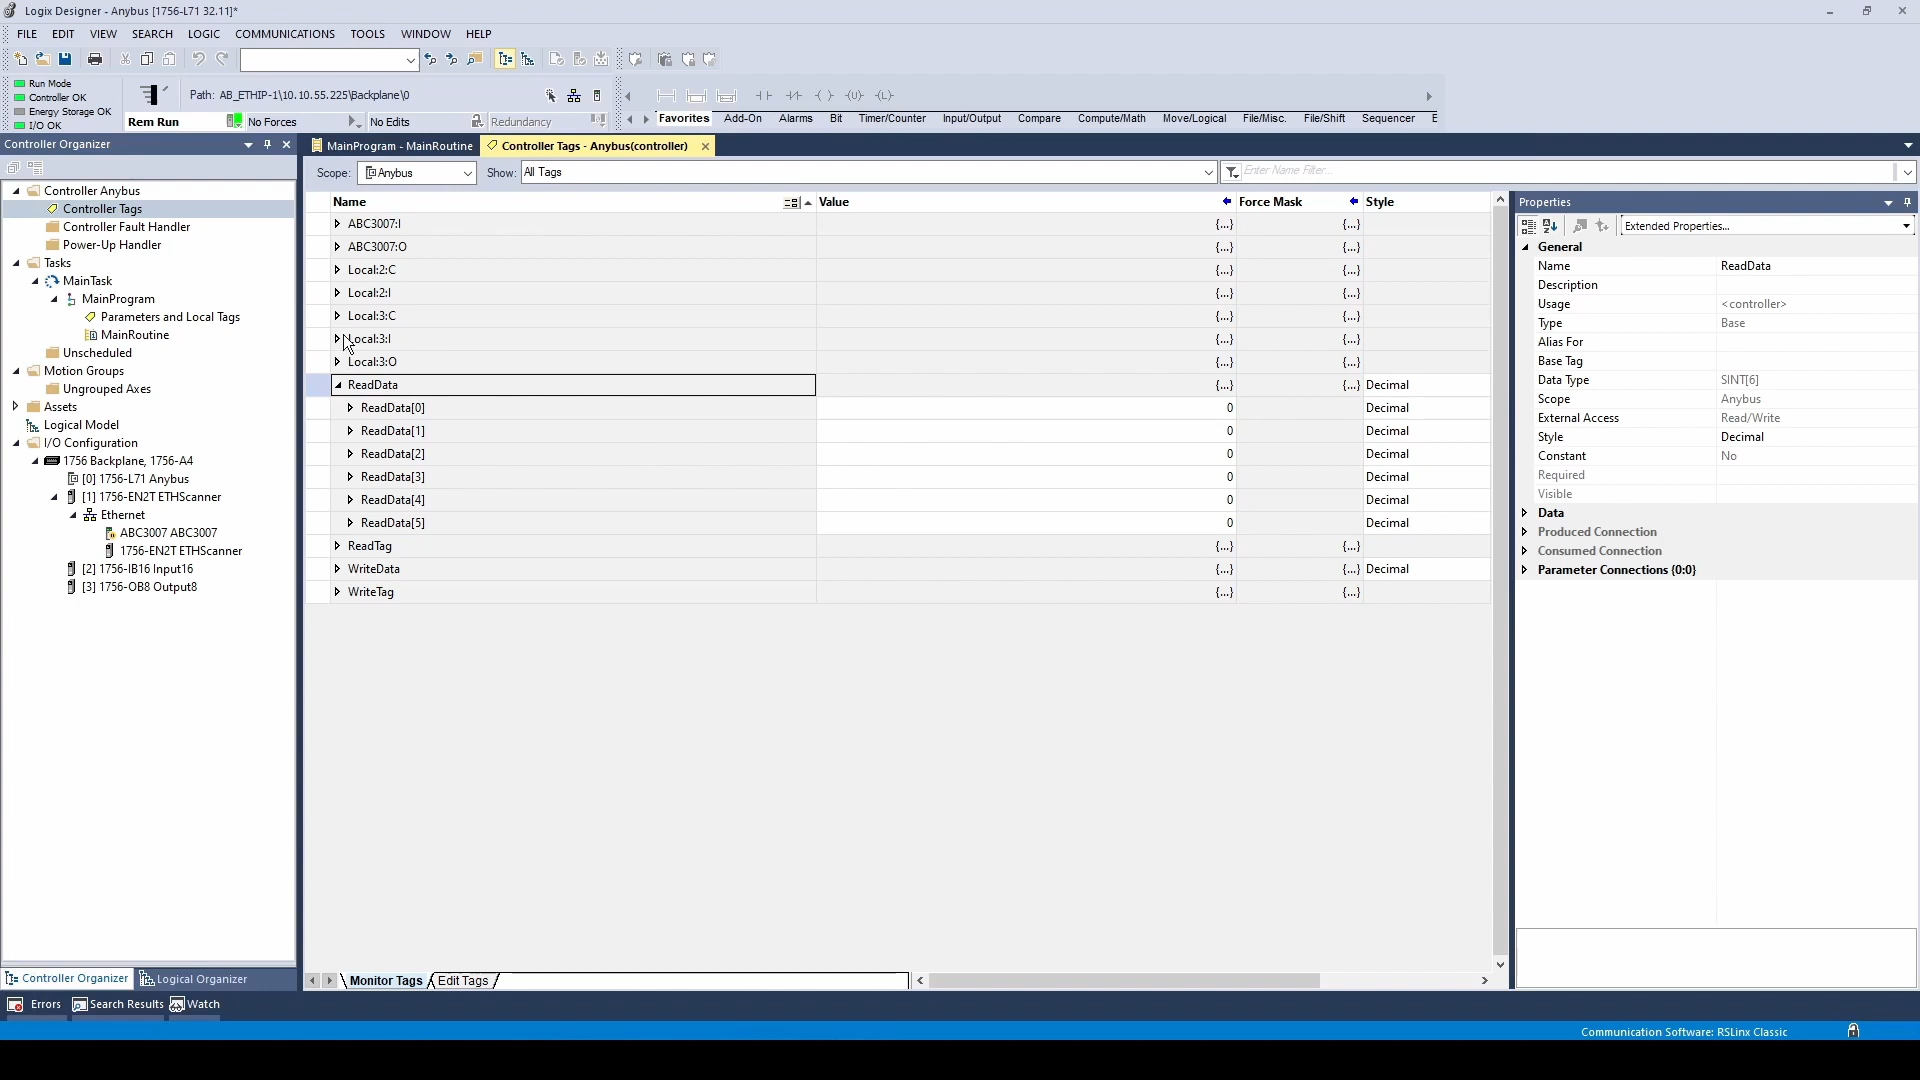 Logix Designer - Anybus [1756-L71 32.11]*
FILE EDIT VIEW SEARCH LOGIC COMMUNICATIONS TOOLS WINDOW HELP
Run Mode
Controller OK
Energy Storage OK
I/O OK
Path: AB_ETHIP-1\10.10.55.225\Backplane\0
Rem Run No Forces No Edits Redundancy
Favorites Add-On Alarms Bit Timer/Counter Input/Output Compare Compute/Math Move/Logical File/Misc. File/Shift Sequencer E
Controller Organizer
Controller Anybus
Controller Tags
Controller Fault Handler
Power-Up Handler
Tasks
MainTask
MainProgram
Parameters and Local Tags
MainRoutine
Unscheduled
Motion Groups
Ungrouped Axes
Assets
Logical Model
I/O Configuration
1756 Backplane, 1756-A4
[0] 1756-L71 Anybus
[1] 1756-EN2T ETHScanner
Ethernet
ABC3007 ABC3007
1756-EN2T ETHScanner
[2] 1756-IB16 Input16
[3] 1756-OB8 Output8
Controller Organizer Logical Organizer
MainProgram - MainRoutine Controller Tags - Anybus(controller)
Scope: Anybus Show: All Tags Enter Name Filter...
Name Value Force Mask Style
ABC3007:I {...} {...}
ABC3007:O {...} {...}
Local:2:C {...} {...}
Local:2:I {...} {...}
Local:3:C {...} {...}
Local:3:I {...} {...}
Local:3:O {...} {...}
ReadData {...} {...} Decimal
ReadData[0] 0 Decimal
ReadData[1] 0 Decimal
ReadData[2] 0 Decimal
ReadData[3] 0 Decimal
ReadData[4] 0 Decimal
ReadData[5] 0 Decimal
ReadTag {...} {...}
WriteData {...} {...} Decimal
WriteTag {...} {...}
Monitor Tags Edit Tags
Properties
Extended Properties...
General
Name ReadData
Description
Usage <controller>
Type Base
Alias For
Base Tag
Data Type SINT[6]
Scope Anybus
External Access Read/Write
Style Decimal
Constant No
Required
Visible
Data
Produced Connection
Consumed Connection
Parameter Connections {0:0}
Errors Search Results Watch
Communication Software: RSLinx Classic